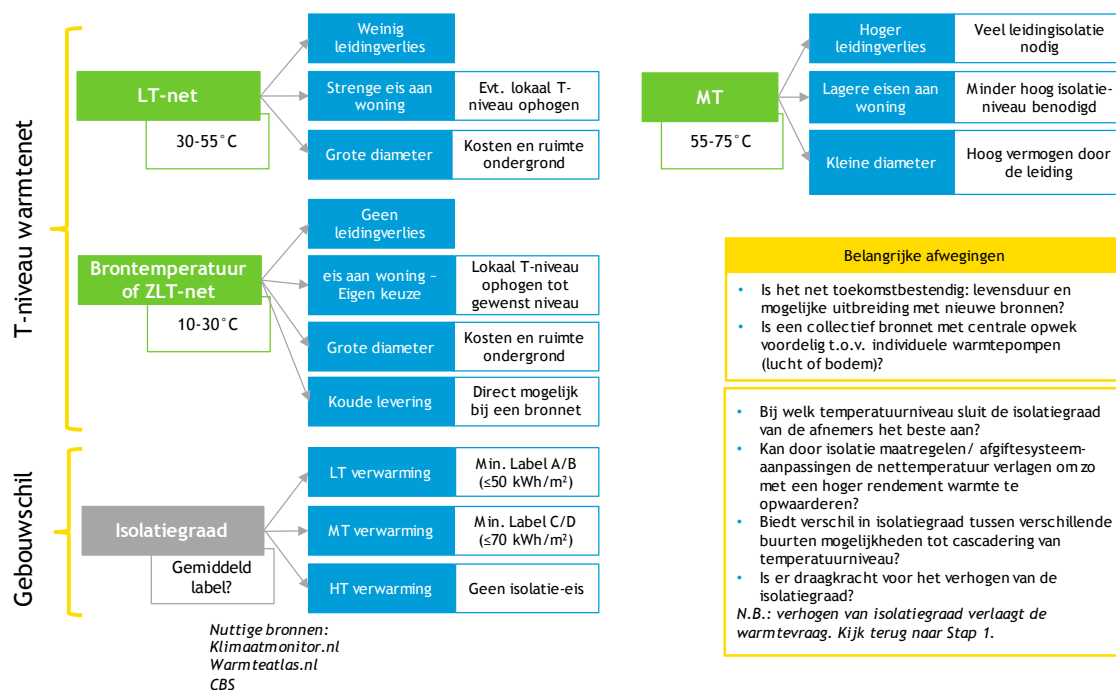 T-niveau warmtenet
LT-net
30-55°C
Weinig
leidingverlies
Strenge eis aan
woning
Evt. lokaal T-
niveau ophogen
Grote diameter
Kosten en ruimte
ondergrond
MT
55-75°C
Hoger
leidingverlies
Veel leidingisolatie
nodig
Lagere eisen aan
woning
Minder hoog isolatie-
niveau benodigd
Kleine diameter
Hoog vermogen door
de leiding
Brontemperatuur
of ZLT-net
10-30°C
Geen
leidingverlies
eis aan woning –
Eigen keuze
Lokaal T-niveau
ophogen tot
gewenst niveau
Grote diameter
Kosten en ruimte
ondergrond
Koude levering
Direct mogelijk
bij een bronnet
Gebouwschil
Isolatiegraad
Gemiddeld
label?
LT verwarming
Min. Label A/B
(≤50 kWh/m²)
MT verwarming
Min. Label C/D
(≤70 kWh/m²)
HT verwarming
Geen isolatie-eis
Nuttige bronnen:
Klimaatmonitor.nl
Warmteatlas.nl
CBS
Belangrijke afwegingen
• Is het net toekomstbestendig: levensduur en
mogelijke uitbreiding met nieuwe bronnen?
• Is een collectief bronnet met centrale opwek
voordelig t.o.v. individuele warmtepompen
(lucht of bodem)?
• Bij welk temperatuurniveau sluit de isolatiegraad
van de afnemers het beste aan?
• Kan door isolatie maatregelen/ afgiftesysteem-
aanpassingen de nettemperatuur verlagen om zo
met een hoger rendement warmte te
opwaarderen?
• Biedt verschil in isolatiegraad tussen verschillende
buurten mogelijkheden tot cascadering van
temperatuurniveau?
• Is er draagkracht voor het verhogen van de
isolatiegraad?
N.B.: verhogen van isolatiegraad verlaagt de
warmtevraag. Kijk terug naar Stap 1.